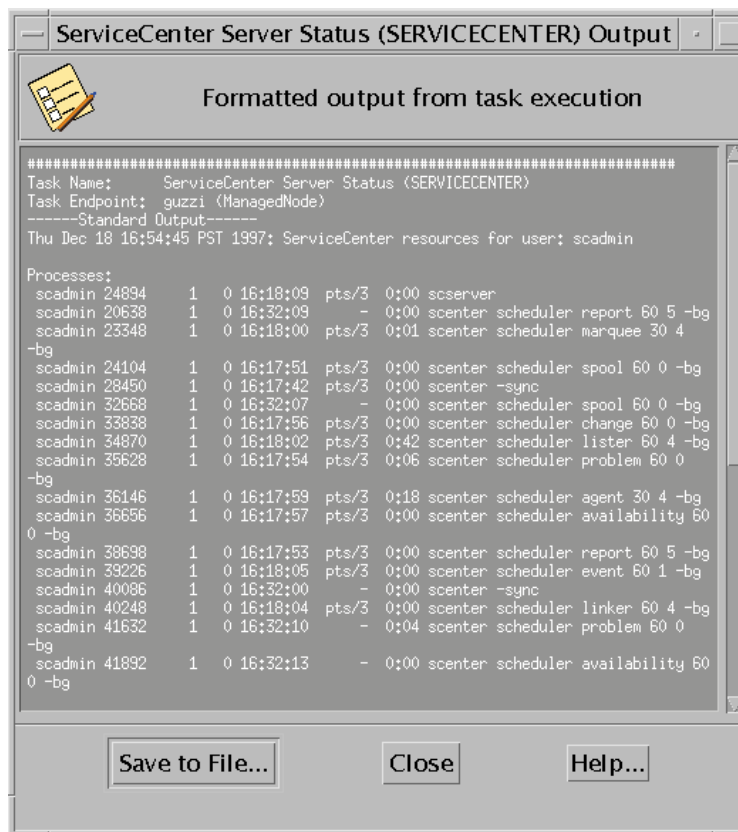 ServiceCenter Server Status (SERVICECENTER) Output
Formatted output from task execution
################################################################################
Task Name:      ServiceCenter Server Status (SERVICECENTER)
Task Endpoint:  guzzi (ManagedNode)
------Standard Output------
Thu Dec 18 16:54:45 PST 1997: ServiceCenter resources for user: scadmin
Processes:
scadmin 24894     1   0 16:18:09  pts/3  0:00 scserver
scadmin 20638     1   0 16:32:09      -  0:00 scenter scheduler report 60 5 -bg
scadmin 23348     1   0 16:18:00  pts/3  0:01 scenter scheduler marquee 30 4
-bg
scadmin 24104     1   0 16:17:51  pts/3  0:00 scenter scheduler spool 60 0 -bg
scadmin 28450     1   0 16:17:42  pts/3  0:00 scenter -sync
scadmin 32668     1   0 16:32:07      -  0:00 scenter scheduler spool 60 0 -bg
scadmin 33838     1   0 16:17:56  pts/3  0:00 scenter scheduler change 60 0 -bg
scadmin 34870     1   0 16:18:02  pts/3  0:42 scenter scheduler lister 60 4 -bg
scadmin 35628     1   0 16:17:54  pts/3  0:06 scenter scheduler problem 60 0
-bg
scadmin 36146     1   0 16:17:59  pts/3  0:18 scenter scheduler agent 30 4 -bg
scadmin 36656     1   0 16:17:57  pts/3  0:00 scenter scheduler availability 60
0 -bg
scadmin 38698     1   0 16:17:53  pts/3  0:00 scenter scheduler report 60 5 -bg
scadmin 39226     1   0 16:18:05  pts/3  0:00 scenter scheduler event 60 1 -bg
scadmin 40086     1   0 16:32:00      -  0:00 scenter -sync
scadmin 40248     1   0 16:18:04  pts/3  0:00 scenter scheduler linker 60 4 -bg
scadmin 41632     1   0 16:32:10      -  0:04 scenter scheduler problem 60 0
-bg
scadmin 41892     1   0 16:32:13      -  0:00 scenter scheduler availability 60
0 -bg
Save to File... Close Help...